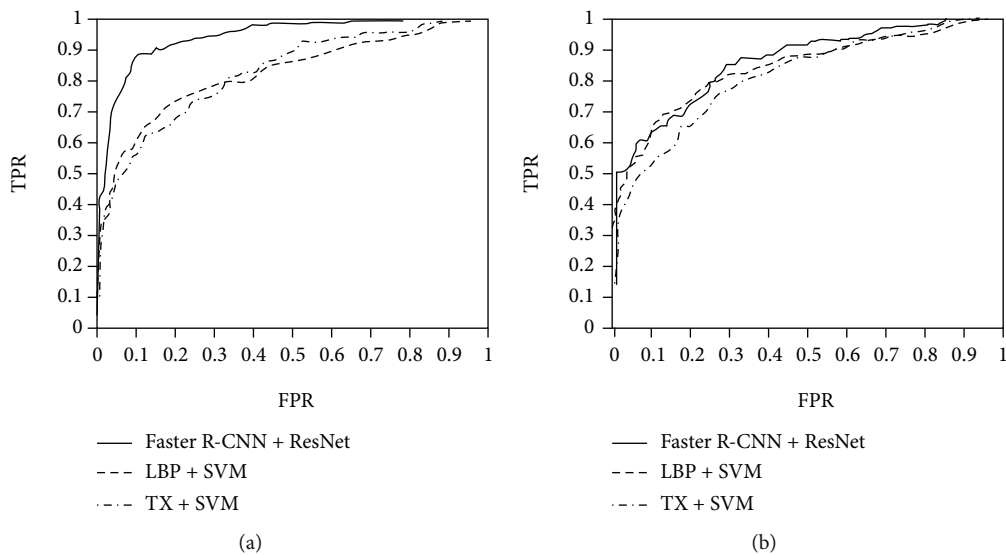 1
0.9
0.8
0.7
0.6
0.5
0.4
0.3
0.2
0.1
0
TPR
0 0.1 0.2 0.3 0.4 0.5 0.6 0.7 0.8 0.9 1
FPR
Faster R-CNN + ResNet
LBP + SVM
TX + SVM
(a)
1
0.9
0.8
0.7
0.6
0.5
0.4
0.3
0.2
0.1
0
TPR
0 0.1 0.2 0.3 0.4 0.5 0.6 0.7 0.8 0.9 1
FPR
Faster R-CNN + ResNet
LBP + SVM
TX + SVM
(b)